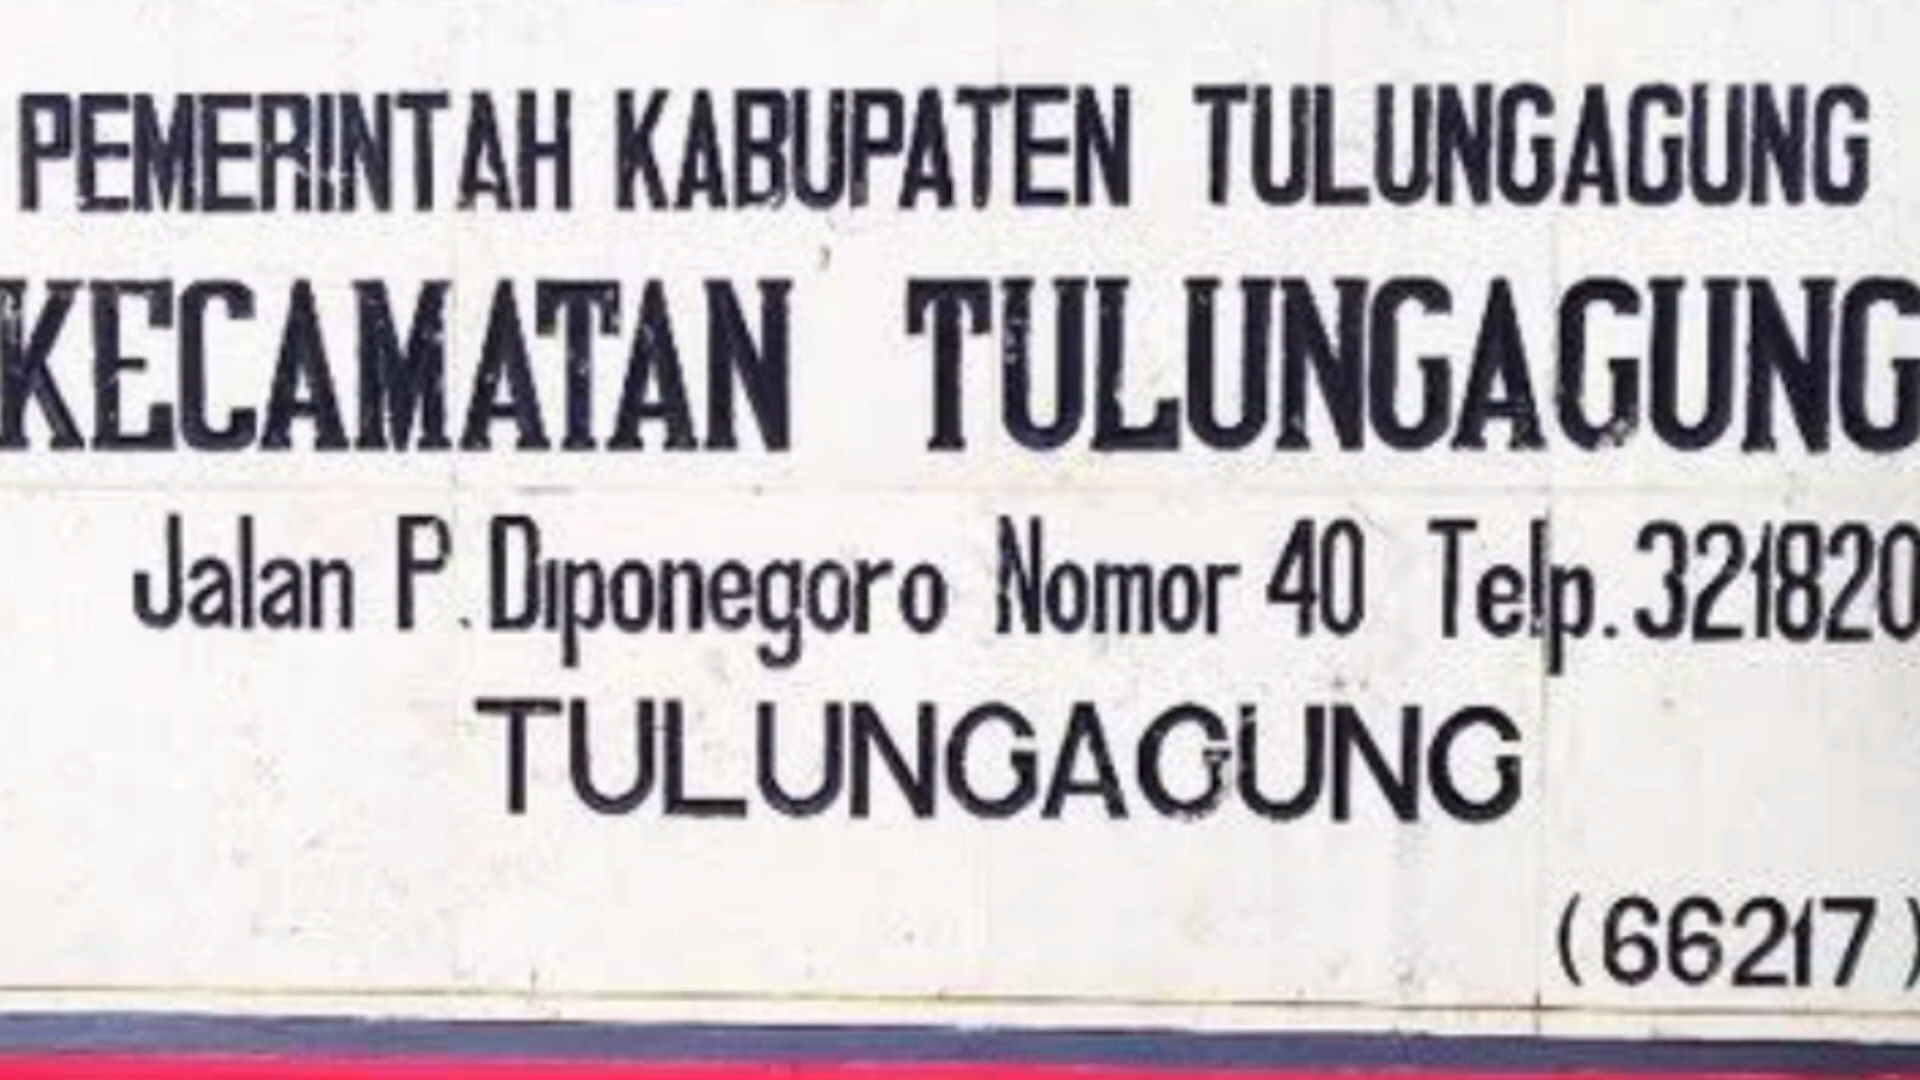 PEMERINTAH KABUPATEN TULUNGAGUNG
KECAMATAN TULUNGAGUNG
Jalan P. Diponegoro Nomor 40 Telp. 321820
TULUNGAGUNG
(66217)